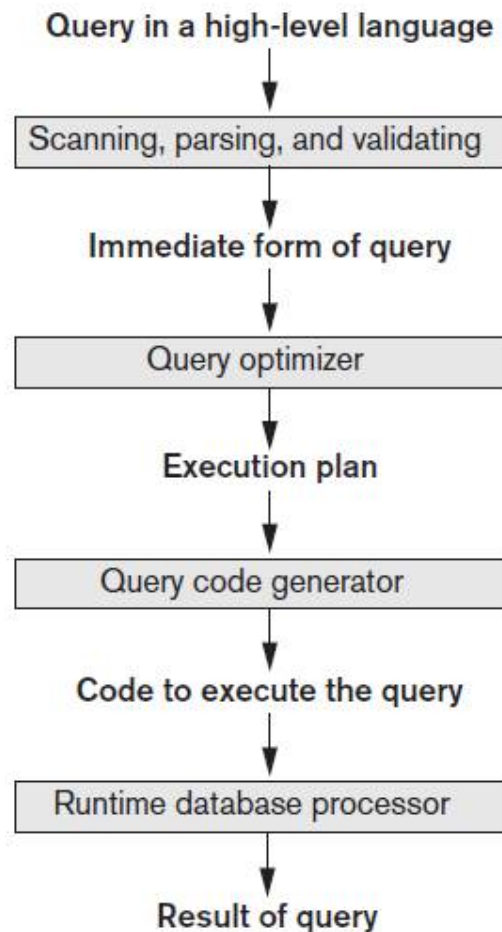 Query in a high-level language
Scanning, parsing, and validating
Immediate form of query
Query optimizer
Execution plan
Query code generator
Code to execute the query
Runtime database processor
Result of query